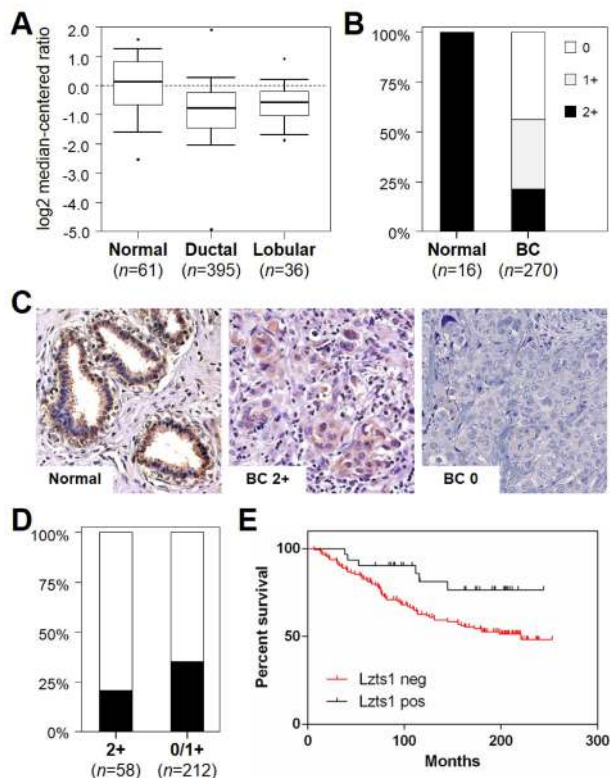 A
log2 median-centered ratio
2.0
1.0
0.0
-1.0
-2.0
-3.0
-4.0
-5.0
Normal Ductal Lobular
(n=61) (n=395) (n=36)
B
100%
75%
50%
25%
0%
0
1+
2+
Normal BC
(n=16) (n=270)
C
Normal
BC 2+
BC 0
D
100%
75%
50%
25%
0%
2+ 0/1+
(n=58) (n=212)
E
Percent survival
100
50
0
Lzts1 neg
Lzts1 pos
0 100 200 300
Months